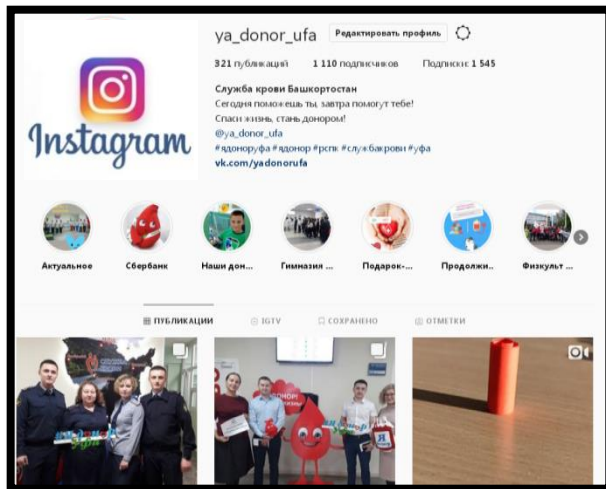 Instagram
ya_donor_ufa Редактировать профиль
321 публикаций 1 110 подписчиков Подписки: 1 545
Служба крови Башкортостан
Сегодня поможешь ты, завтра помогут тебе!
Спаси жизнь, стань донором!
@ya_donor_ufa
#ядоноруфа #ядонор #рспк #службакрови #уфа
vk.com/yadonorufa
Актуальное Сбербанк Наши дон... Гимназия ... Подарок-... Продолжи.. Физкульт ...
ПУБЛИКАЦИИ IGTV СОХРАНЕНО ОТМЕТКИ